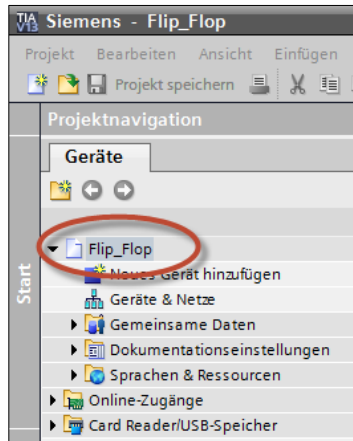 TIA
V13
Siemens - Flip_Flop
Projekt Bearbeiten Ansicht Einfügen
Projekt speichern
Projektnavigation
Geräte
Flip_Flop
Neues Gerät hinzufügen
Geräte & Netze
Gemeinsame Daten
Dokumentationseinstellungen
Sprachen & Ressourcen
Online-Zugänge
Card Reader/USB-Speicher
Start